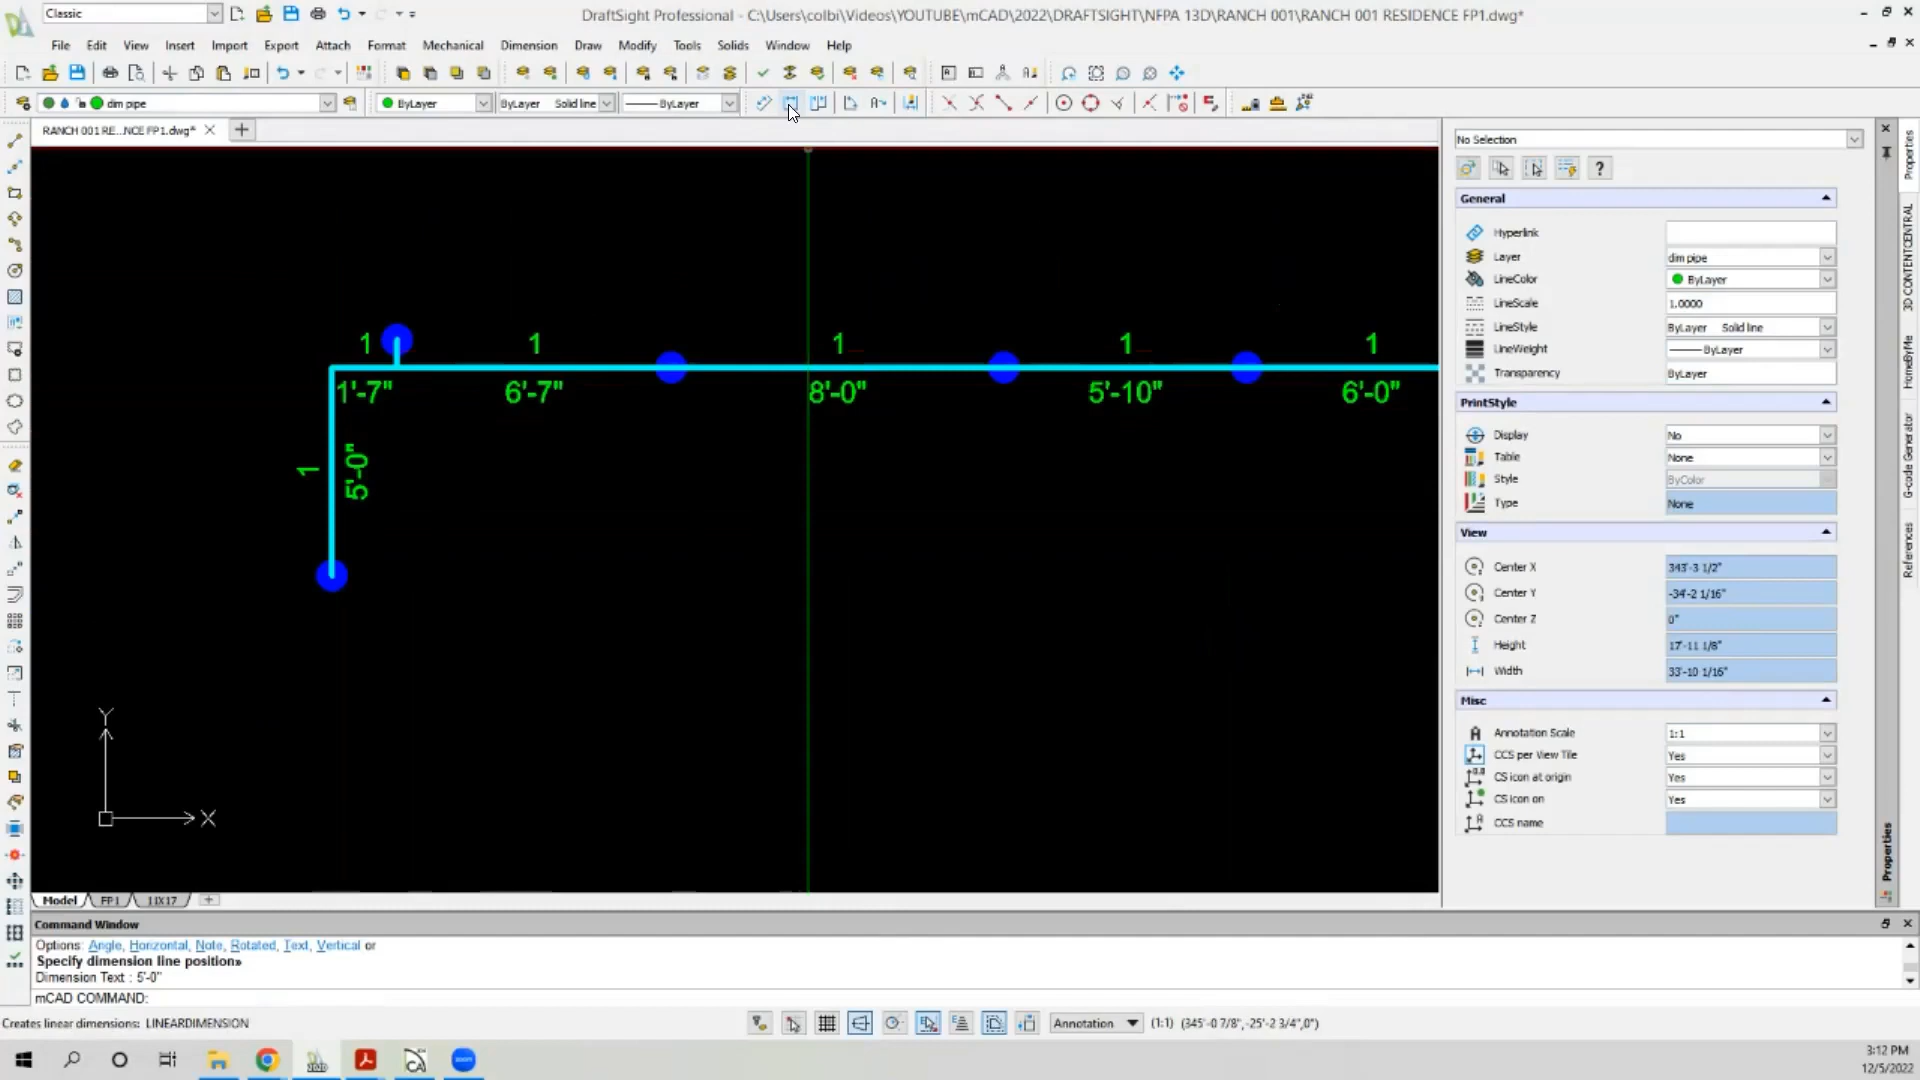 Classic
DraftSight Professional - C:\Users\colbi\Videos\YOUTUBE\mCAD\2022\DRAFTSIGHT\NFPA 13D\RANCH 001\RANCH 001 RESIDENCE FP1.dwg*
File Edit View Insert Import Export Attach Format Mechanical Dimension Draw Modify Tools Solids Window Help
dim pipe ByLayer ByLayer Solid line ByLayer
RANCH 001 RE...NCE FP1.dwg*
No Selection
General
Hyperlink
Layer dim pipe
LineColor ByLayer
LineScale 1.0000
LineStyle ByLayer Solid line
LineWeight ByLayer
Transparency ByLayer
PrintStyle
Display No
Table None
Style ByColor
Type None
View
Center X 343'-3 1/2"
Center Y -34'-2 1/16"
Center Z 0"
Height 17'-11 1/8"
Width 33'-10 1/16"
Misc
Annotation Scale 1:1
CCS per View Tile Yes
CS icon at origin Yes
CS icon on Yes
CCS name
Properties
3D CONTENTCENTRAL
HomeByMe
G-code Generator
References
Properties
1 1 1 1 1
1'-7" 6'-7" 8'-0" 5'-10" 6'-0"
1 5'-0"
Y
X
Model FP1 11X17
Command Window
Options: Angle, Horizontal, Note, Rotated, Text, Vertical or
Specify dimension line position»
Dimension Text : 5'-0"
mCAD COMMAND:
Creates linear dimensions: LINEARDIMENSION
Annotation (1:1) (345'-0 7/8",-25'-2 3/4",0")
3:12 PM
12/5/2022